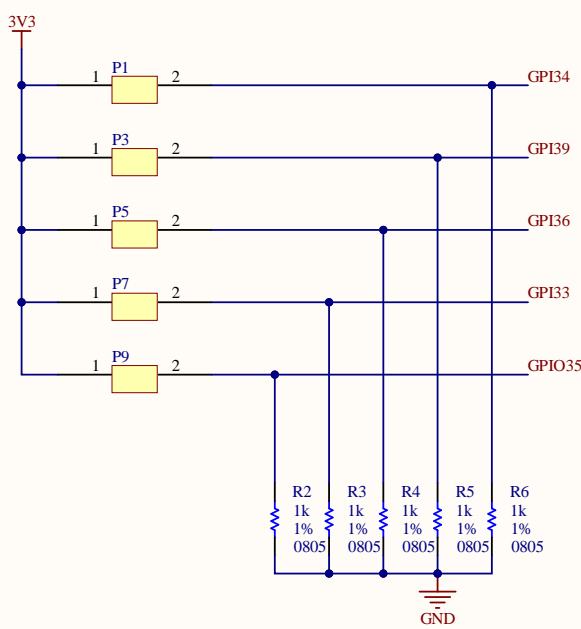 3V3
P1
1 2 GPI34
P3
1 2 GPI39
P5
1 2 GPI36
P7
1 2 GPI33
P9
1 2 GPIO35
R2 R3 R4 R5 R6
1k 1k 1k 1k 1k
1% 1% 1% 1% 1%
0805 0805 0805 0805 0805
GND